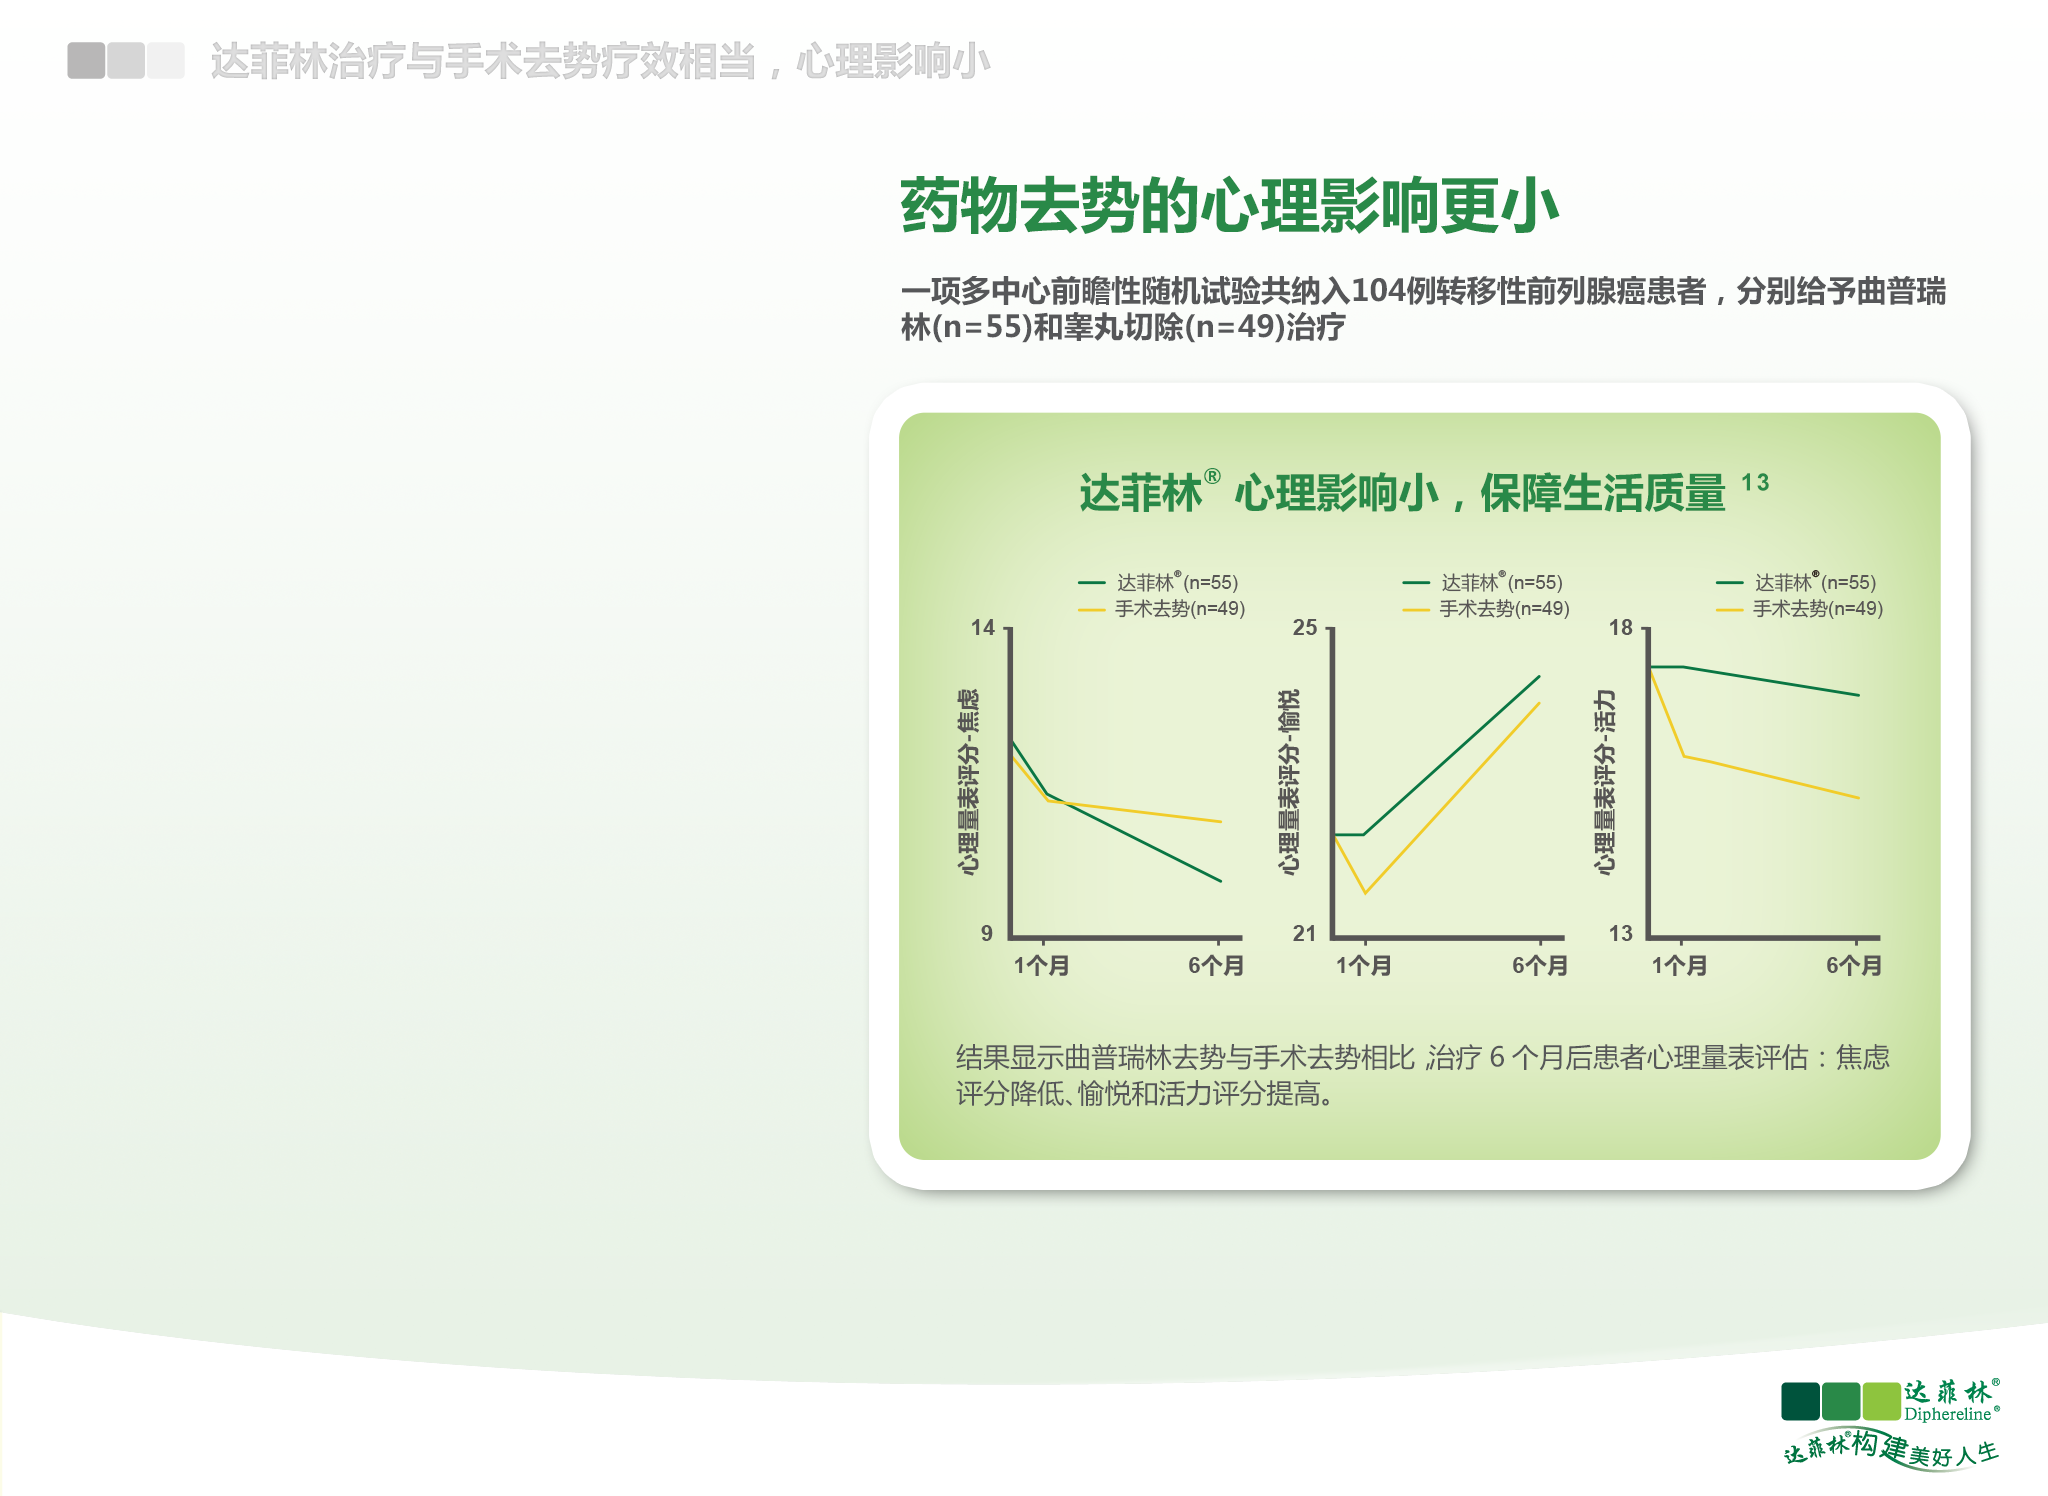 达菲林治疗与手术去势疗效相当，心理影响小
药物去势的心理影响更小
一项多中心前瞻性随机试验共纳入104例转移性前列腺癌患者，分别给予曲普瑞
林(n=55)和睾丸切除(n=49)治疗
达菲林® 心理影响小，保障生活质量 13
达菲林®(n=55)
手术去势(n=49)
14
心理量表评分-焦虑
9
1个月
6个月
达菲林®(n=55)
手术去势(n=49)
25
心理量表评分-愉悦
21
1个月
6个月
达菲林®(n=55)
手术去势(n=49)
18
心理量表评分-活力
13
1个月
6个月
结果显示曲普瑞林去势与手术去势相比,治疗 6 个月后患者心理量表评估：焦虑
评分降低、愉悦和活力评分提高。
达菲林®
Diphereline®
达菲林®构建美好人生